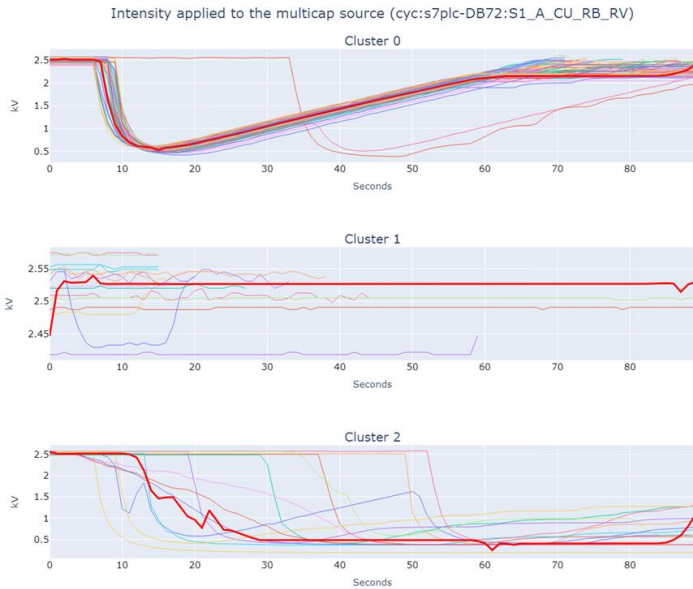 Intensity applied to the multicap source (cyc:s7plc-DB72:S1_A_CU_RB_RV)
Cluster 0
2.5
2
1.5
1
0.5
kV
0 10 20 30 40 50 60 70 80
Seconds
Cluster 1
2.55
2.5
2.45
kV
0 10 20 30 40 50 60 70 80
Seconds
Cluster 2
2.5
2
1.5
1
0.5
kV
0 10 20 30 40 50 60 70 80
Seconds